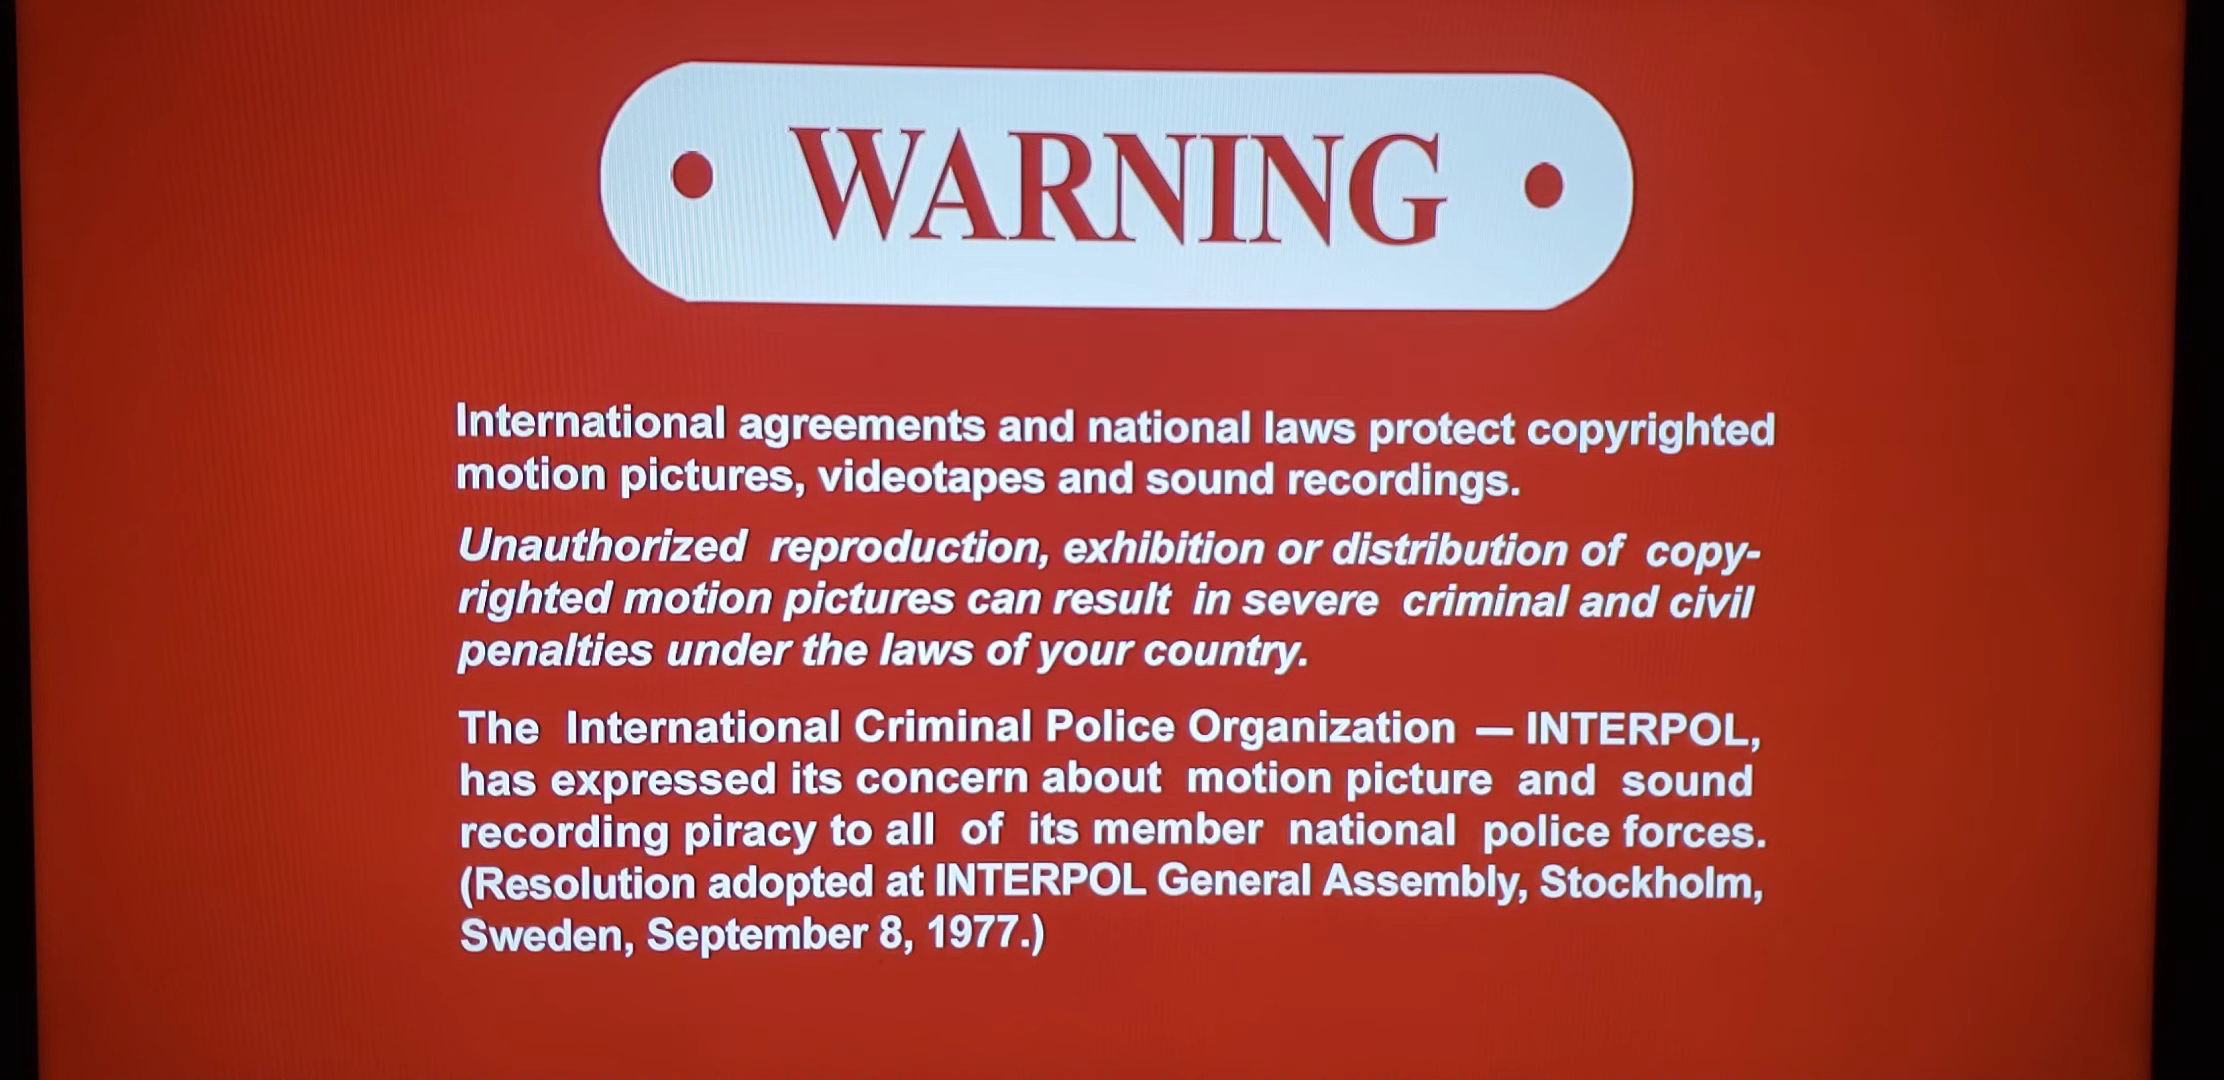 WARNING
International agreements and national laws protect copyrighted
motion pictures, videotapes and sound recordings.
Unauthorized reproduction, exhibition or distribution of copy-
righted motion pictures can result in severe criminal and civil
penalties under the laws of your country.
The International Criminal Police Organization — INTERPOL,
has expressed its concern about motion picture and sound
recording piracy to all of its member national police forces.
(Resolution adopted at INTERPOL General Assembly, Stockholm,
Sweden, September 8, 1977.)